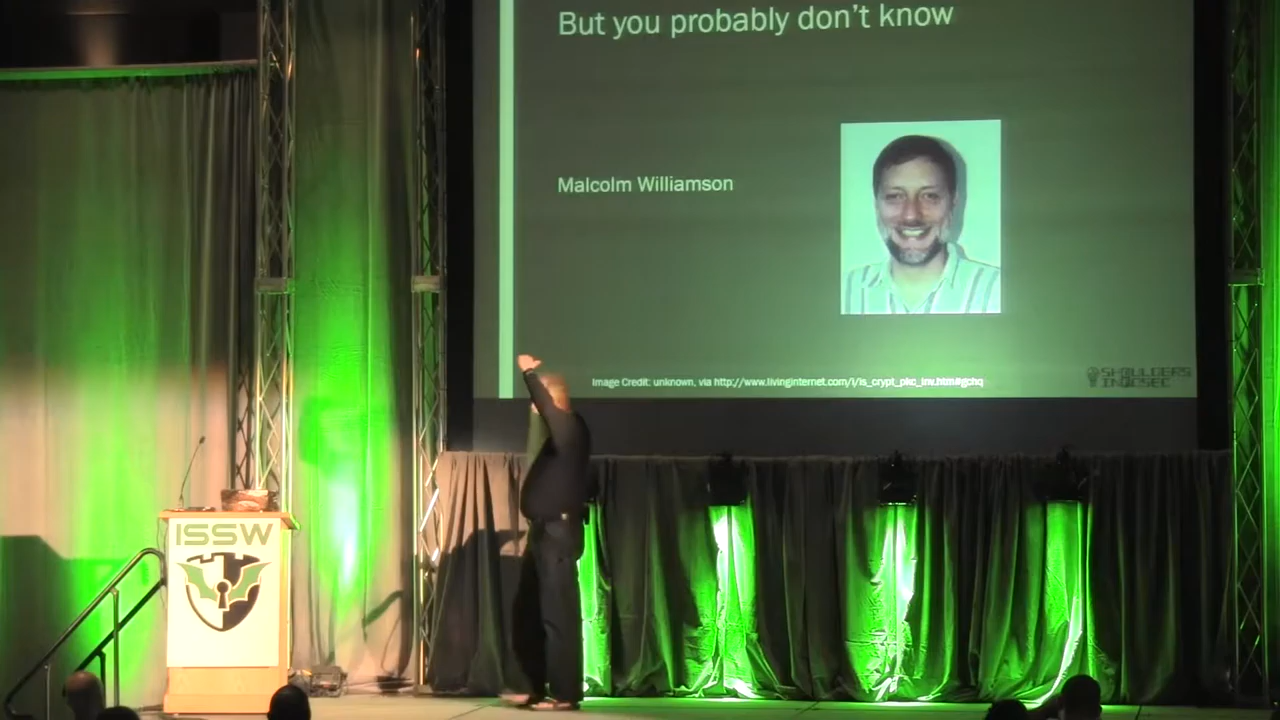 But you probably don't know
Malcolm Williamson
Image Credit: unknown, via http://www.livinginternet.com/i/is_crypt_pkc_inv.htm#gchq
SHOULDERS
INFOSEC
ISSW